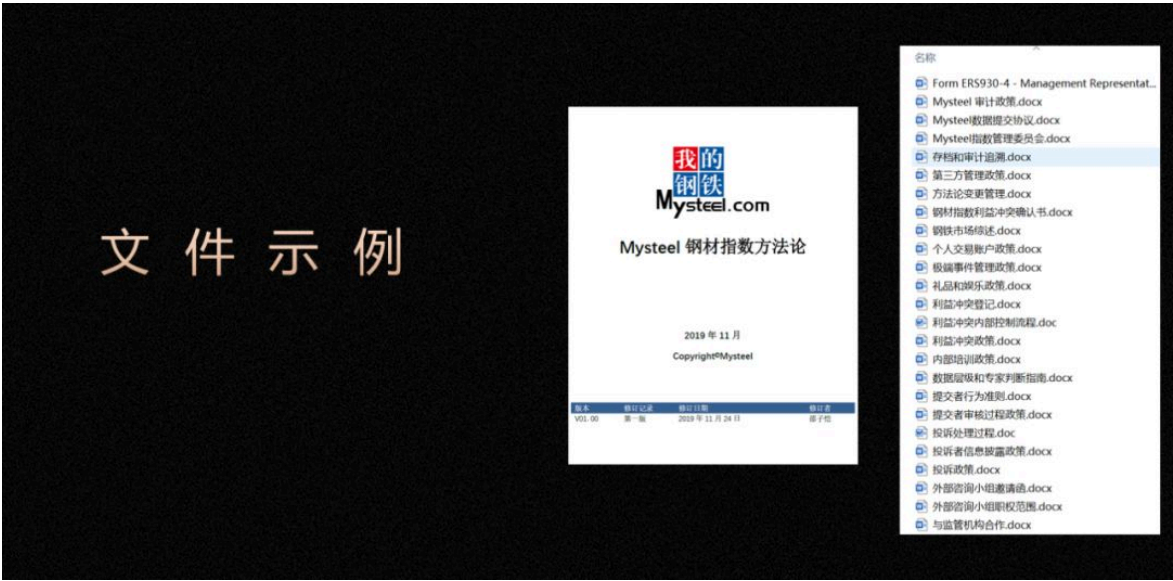 文件示例
我的
钢铁
Mysteel.com
Mysteel 钢材指数方法论
2019 年 11 月
Copyright©Mysteel
版本 修订记录 修订日期 修订者
V01.00 第一版 2019 年 11 月 24 日
名称
Form ERS930-4 - Management Representat...
Mysteel 审计政策.docx
Mysteel数据提交协议.docx
Mysteel指数管理委员会.docx
存档和审计追溯.docx
第三方管理政策.docx
方法论变更管理.docx
钢材指数利益冲突确认书.docx
钢铁市场综述.docx
个人交易账户政策.docx
极端事件管理政策.docx
礼品和娱乐政策.docx
利益冲突登记.docx
利益冲突内部控制流程.doc
利益冲突政策.docx
内部培训政策.docx
数据层级和专家判断指南.docx
提交者行为准则.docx
提交者审核过程政策.docx
投诉处理过程.doc
投诉者信息披露政策.docx
投诉政策.docx
外部咨询小组邀请函.docx
外部咨询小组职权范围.docx
与监管机构合作.docx